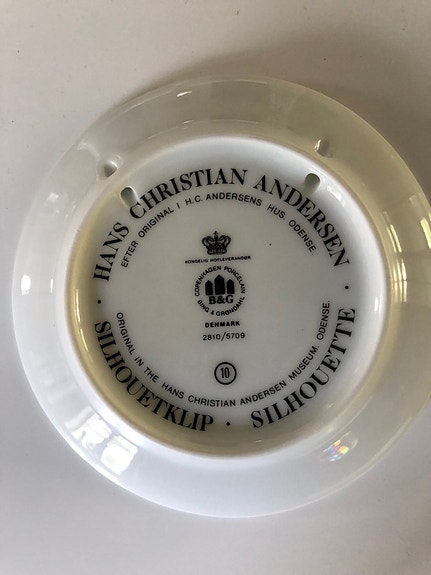 HANS CHRISTIAN ANDERSEN
EFTER ORIGINAL I H.C. ANDERSENS HUS, ODENSE.
KONGELIG HOFLEVERANDØR
COPENHAGEN PORCELAIN
B&G
BING & GRØNDAHL
DENMARK
2810/5709
10
ORIGINAL IN THE HANS CHRISTIAN ANDERSEN MUSEUM, ODENSE.
· SILHOUETKLIP · SILHOUETTE ·